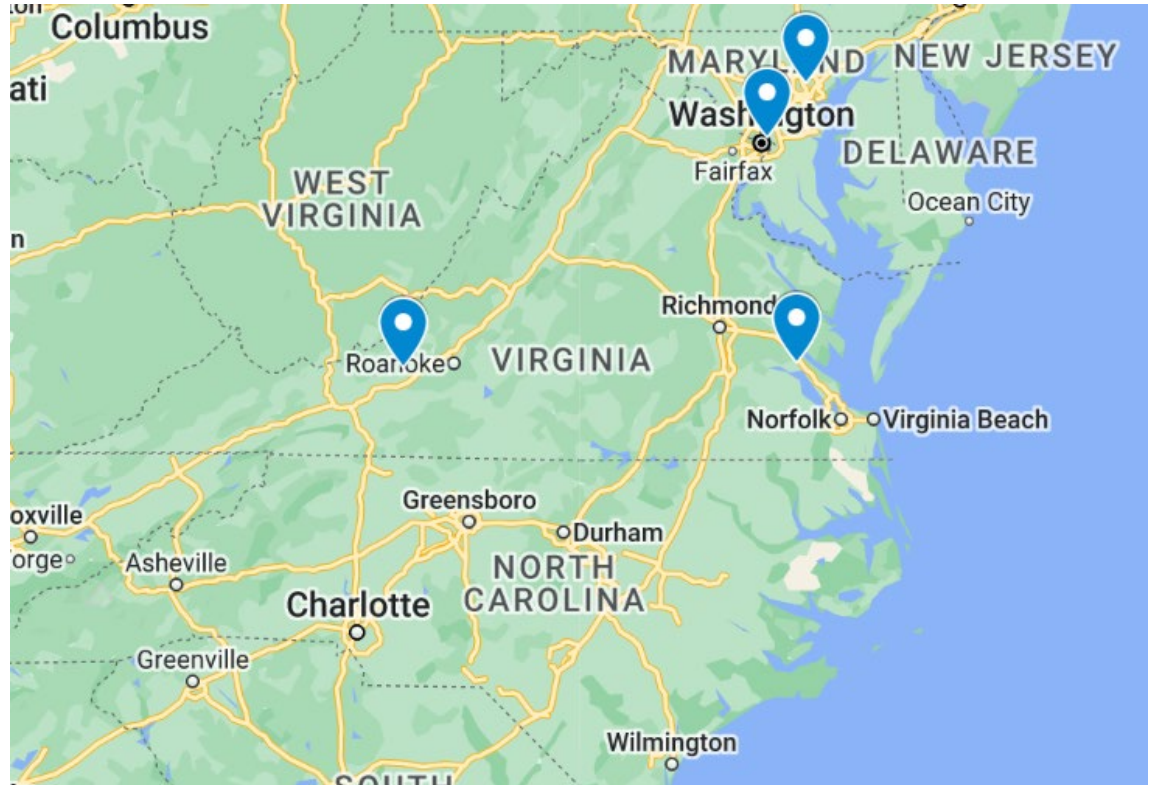 Columbus
ati
MARYLAND
NEW JERSEY
Washington
Fairfax
DELAWARE
WEST
VIRGINIA
Ocean City
n
Richmond
Roanoke
VIRGINIA
Norfolk
Virginia Beach
oxville
orge
Greensboro
Durham
Asheville
NORTH
CAROLINA
Charlotte
Greenville
Wilmington
SOUTH